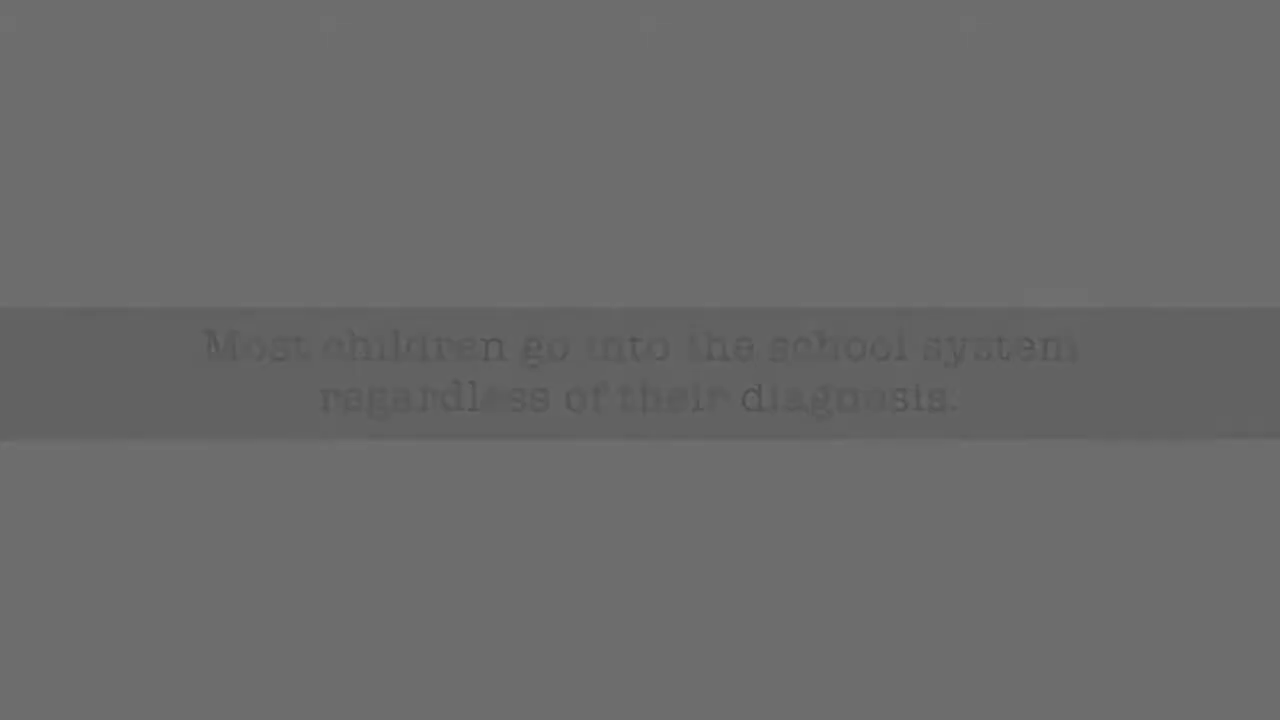 Most children go into the school system
regardless of their diagnosis.